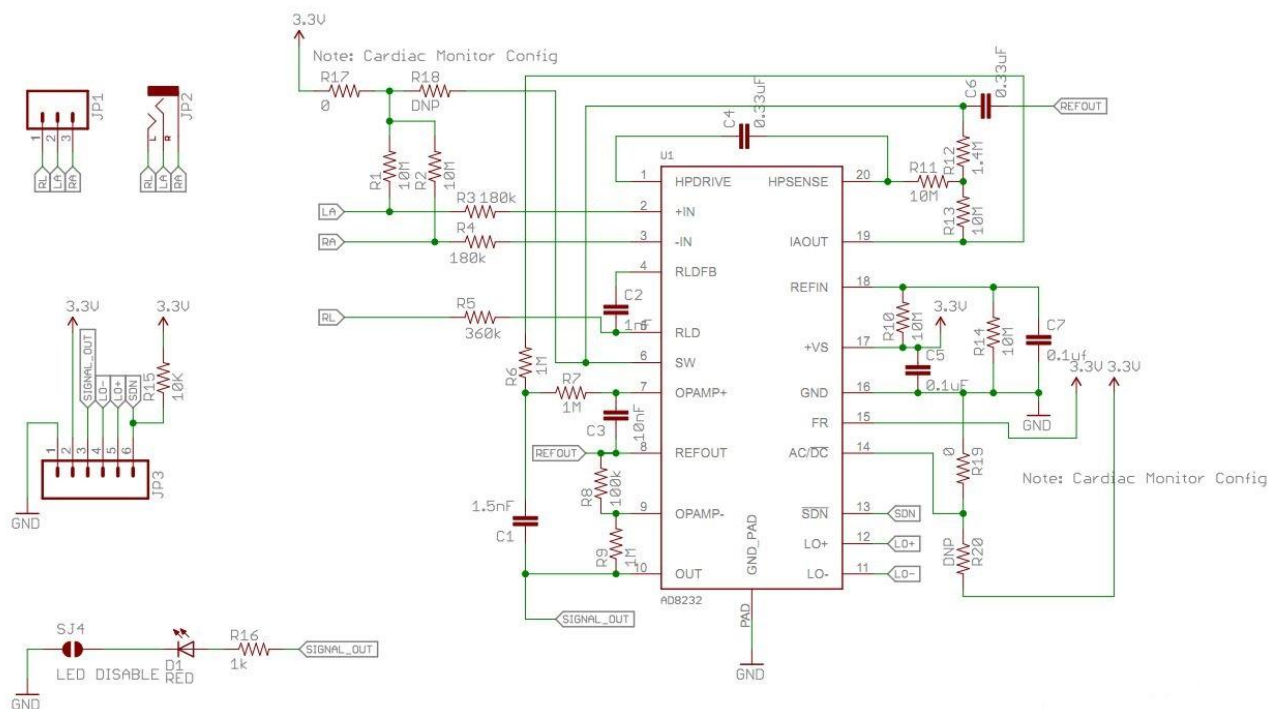 3.3V
Note: Cardiac Monitor Config
R17
0
R18
DNP
JP1
1
2
3
RL
LA
RA
JP2
L
R
RL
LA
RA
R1
10M
R2
10M
LA
R3 180k
RA
R4
180k
RL
R5
360k
C2
1nF
R6
1M
R7
1M
C3
10nF
REFOUT
R8
100k
R9
1M
1.5nF
C1
SIGNAL_OUT
C4
0.33uF
C6
0.33uF
REFOUT
R12
1.4M
R11
10M
R13
10M
U1
1 HPDRIVE HPSENSE 20
2 +IN
3 -IN IAOUT 19
4 RLDFB REFIN 18
5 RLD +VS 17
6 SW
7 OPAMP+ GND 16
FR 15
8 REFOUT AC/DC 14
9 OPAMP- SDN 13
LO+ 12
10 OUT LO- 11
GND_PAD
AD8232
PAD
GND
SDN
LO+
LO-
R10
10M
3.3V
R14
10M
C7
0.1uf
C5
0.1uF
GND
3.3V 3.3V
0
R19
Note: Cardiac Monitor Config
DNP
R20
3.3V
3.3V
SIGNAL_OUT
LO-
LO+
SDN
R15
10K
1
2
3
4
5
6
JP3
GND
SJ4
LED DISABLE
D1
RED
R16
1k
SIGNAL_OUT
GND